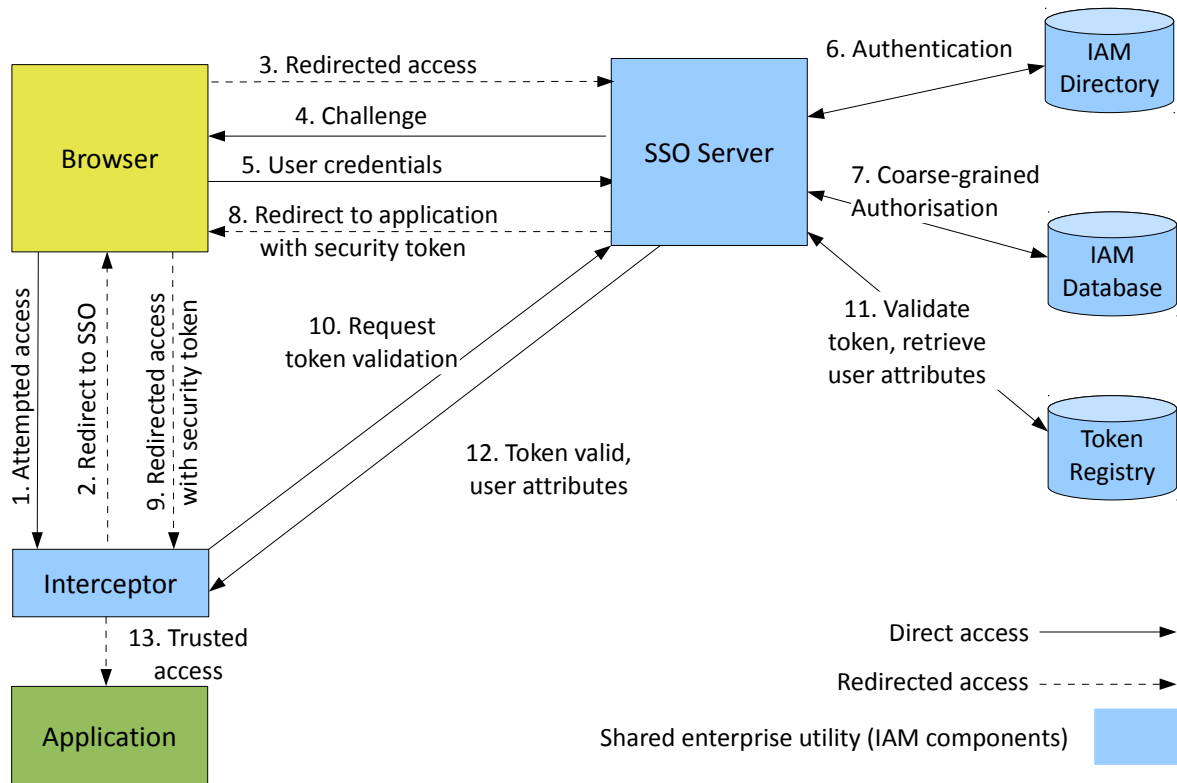 6. Authentication
IAM
Directory
3. Redirected access
4. Challenge
Browser
SSO Server
5. User credentials
7. Coarse-grained
Authorisation
8. Redirect to application
with security token
IAM
Database
1. Attempted access
2. Redirect to SSO
9. Redirected access
with security token
10. Request
token validation
11. Validate
token, retrieve
user attributes
12. Token valid,
user attributes
Token
Registry
Interceptor
13. Trusted
access
Application
Direct access
Redirected access
Shared enterprise utility (IAM components)